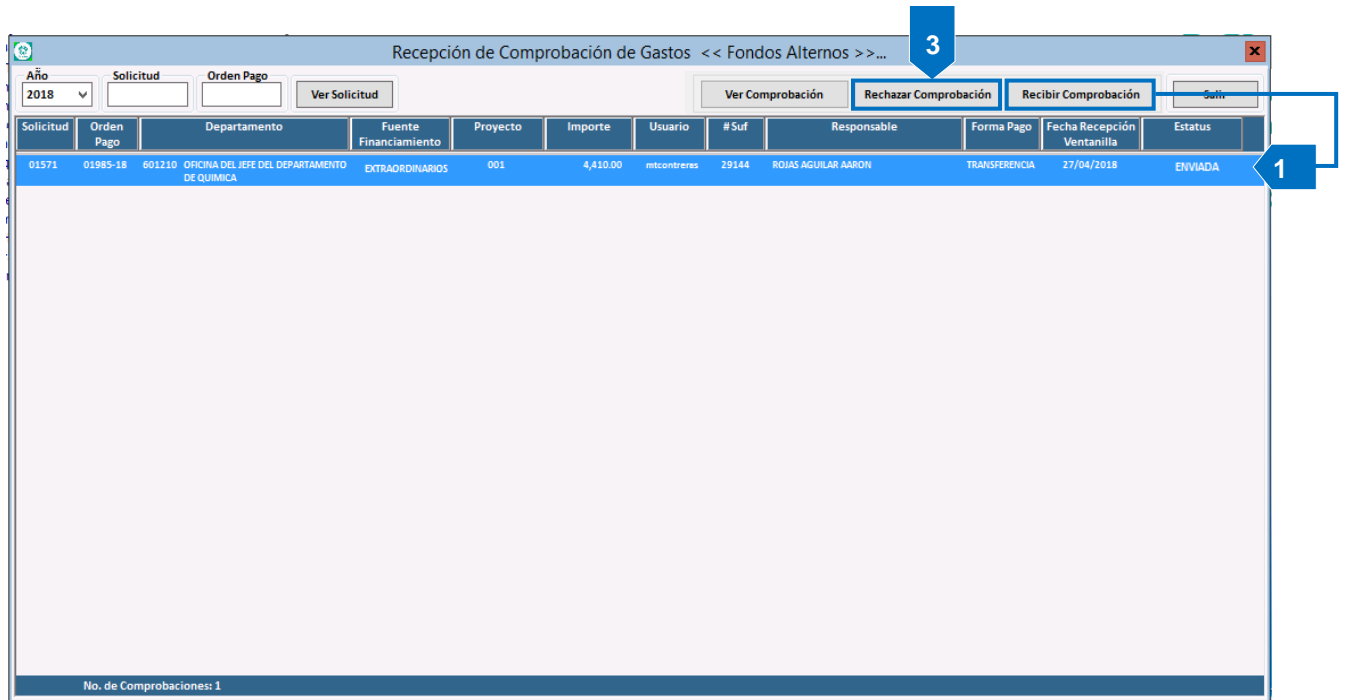 3
Recepción de Comprobación de Gastos << Fondos Alternos >>...
Año
Solicitud
Orden Pago
2018
Ver Solicitud
Ver Comprobación
Rechazar Comprobación
Recibir Comprobación
Salir
Solicitud
Orden
Pago
Departamento
Fuente
Financiamiento
Proyecto
Importe
Usuario
#Suf
Responsable
Forma Pago
Fecha Recepción
Ventanilla
Estatus
01571
01985-18
601210 OFICINA DEL JEFE DEL DEPARTAMENTO
DE QUIMICA
EXTRAORDINARIOS
001
4,410.00
mtcontreras
29144
ROJAS AGUILAR AARON
TRANSFERENCIA
27/04/2018
ENVIADA
1
No. de Comprobaciones: 1